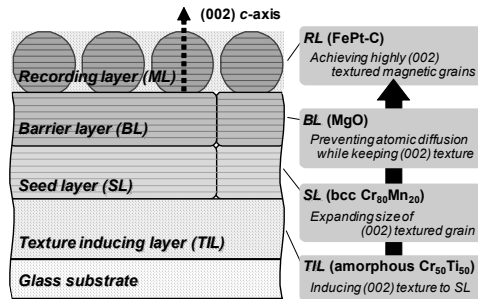 (002) c-axis
Recording layer (ML)
Barrier layer (BL)
Seed layer (SL)
Texture inducing layer (TIL)
Glass substrate
RL (FePt-C)
Achieving highly (002)
textured magnetic grains
BL (MgO)
Preventing atomic diffusion
while keeping (002) texture
SL (bcc Cr80Mn20)
Expanding size of
(002) textured grain
TIL (amorphous Cr50Ti50)
Inducing (002) texture to SL